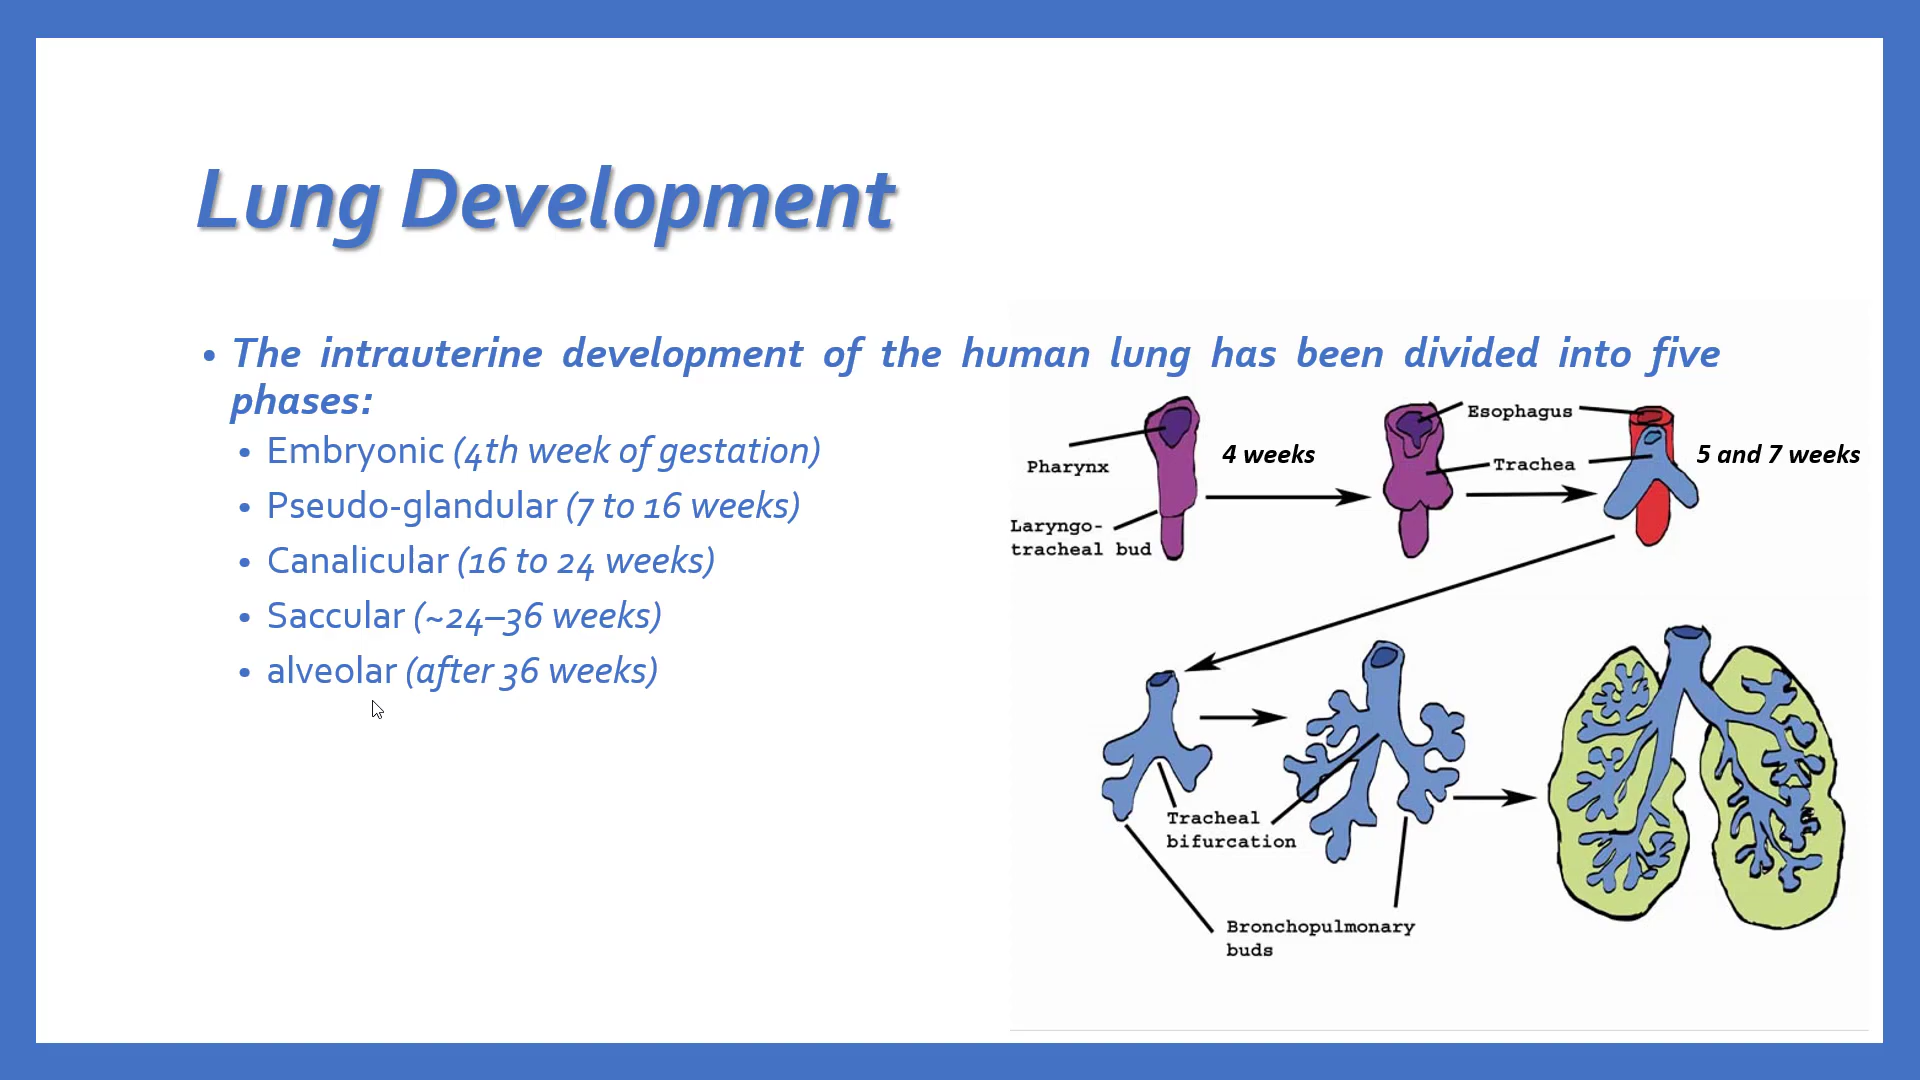 Lung Development
• The intrauterine development of the human lung has been divided into five
phases:
• Embryonic (4th week of gestation)
• Pseudo-glandular (7 to 16 weeks)
• Canalicular (16 to 24 weeks)
• Saccular (~24–36 weeks)
• alveolar (after 36 weeks)
Esophagus
Pharynx
4 weeks
Trachea
5 and 7 weeks
Laryngo-
tracheal bud
Tracheal
bifurcation
Bronchopulmonary
buds